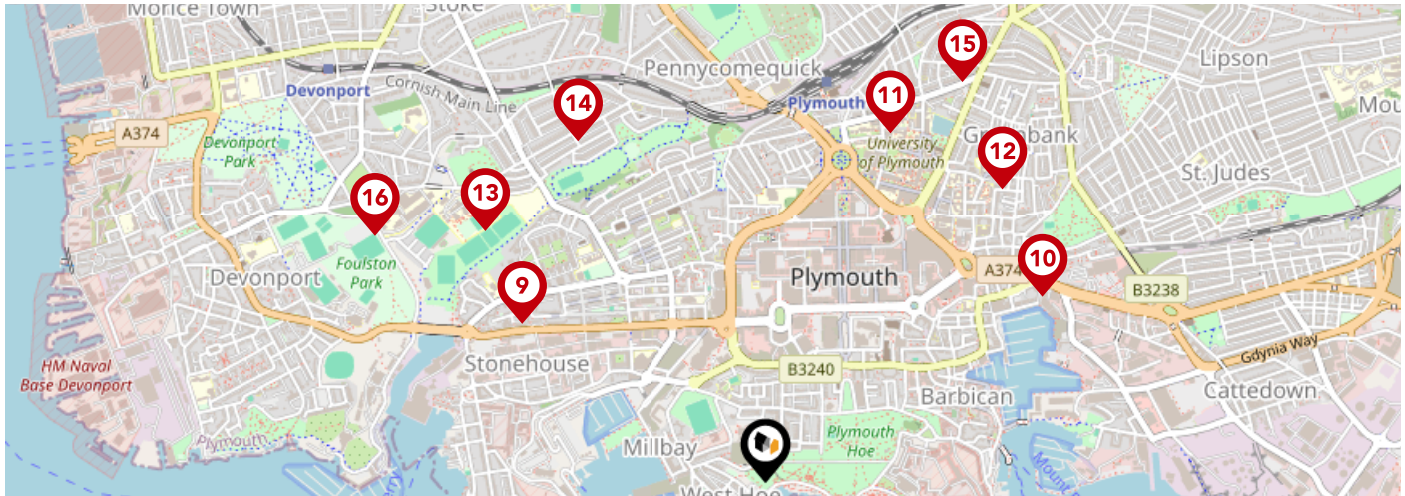 Morice Town
Stoke
15
Lipson
Pennycomequick
Devonport
Cornish Main Line
14
Plymouth
11
A374
Devonport
Park
University
of Plymouth
12
16
13
St. Judes
Devonport
Foulston
Park
9
Plymouth
A374
10
B3238
Stonehouse
B3240
Gdynia Way
HM Naval
Base Devonport
Barbican
Cattedown
Plymouth
Millbay
Plymouth
Hoe
West Hoe